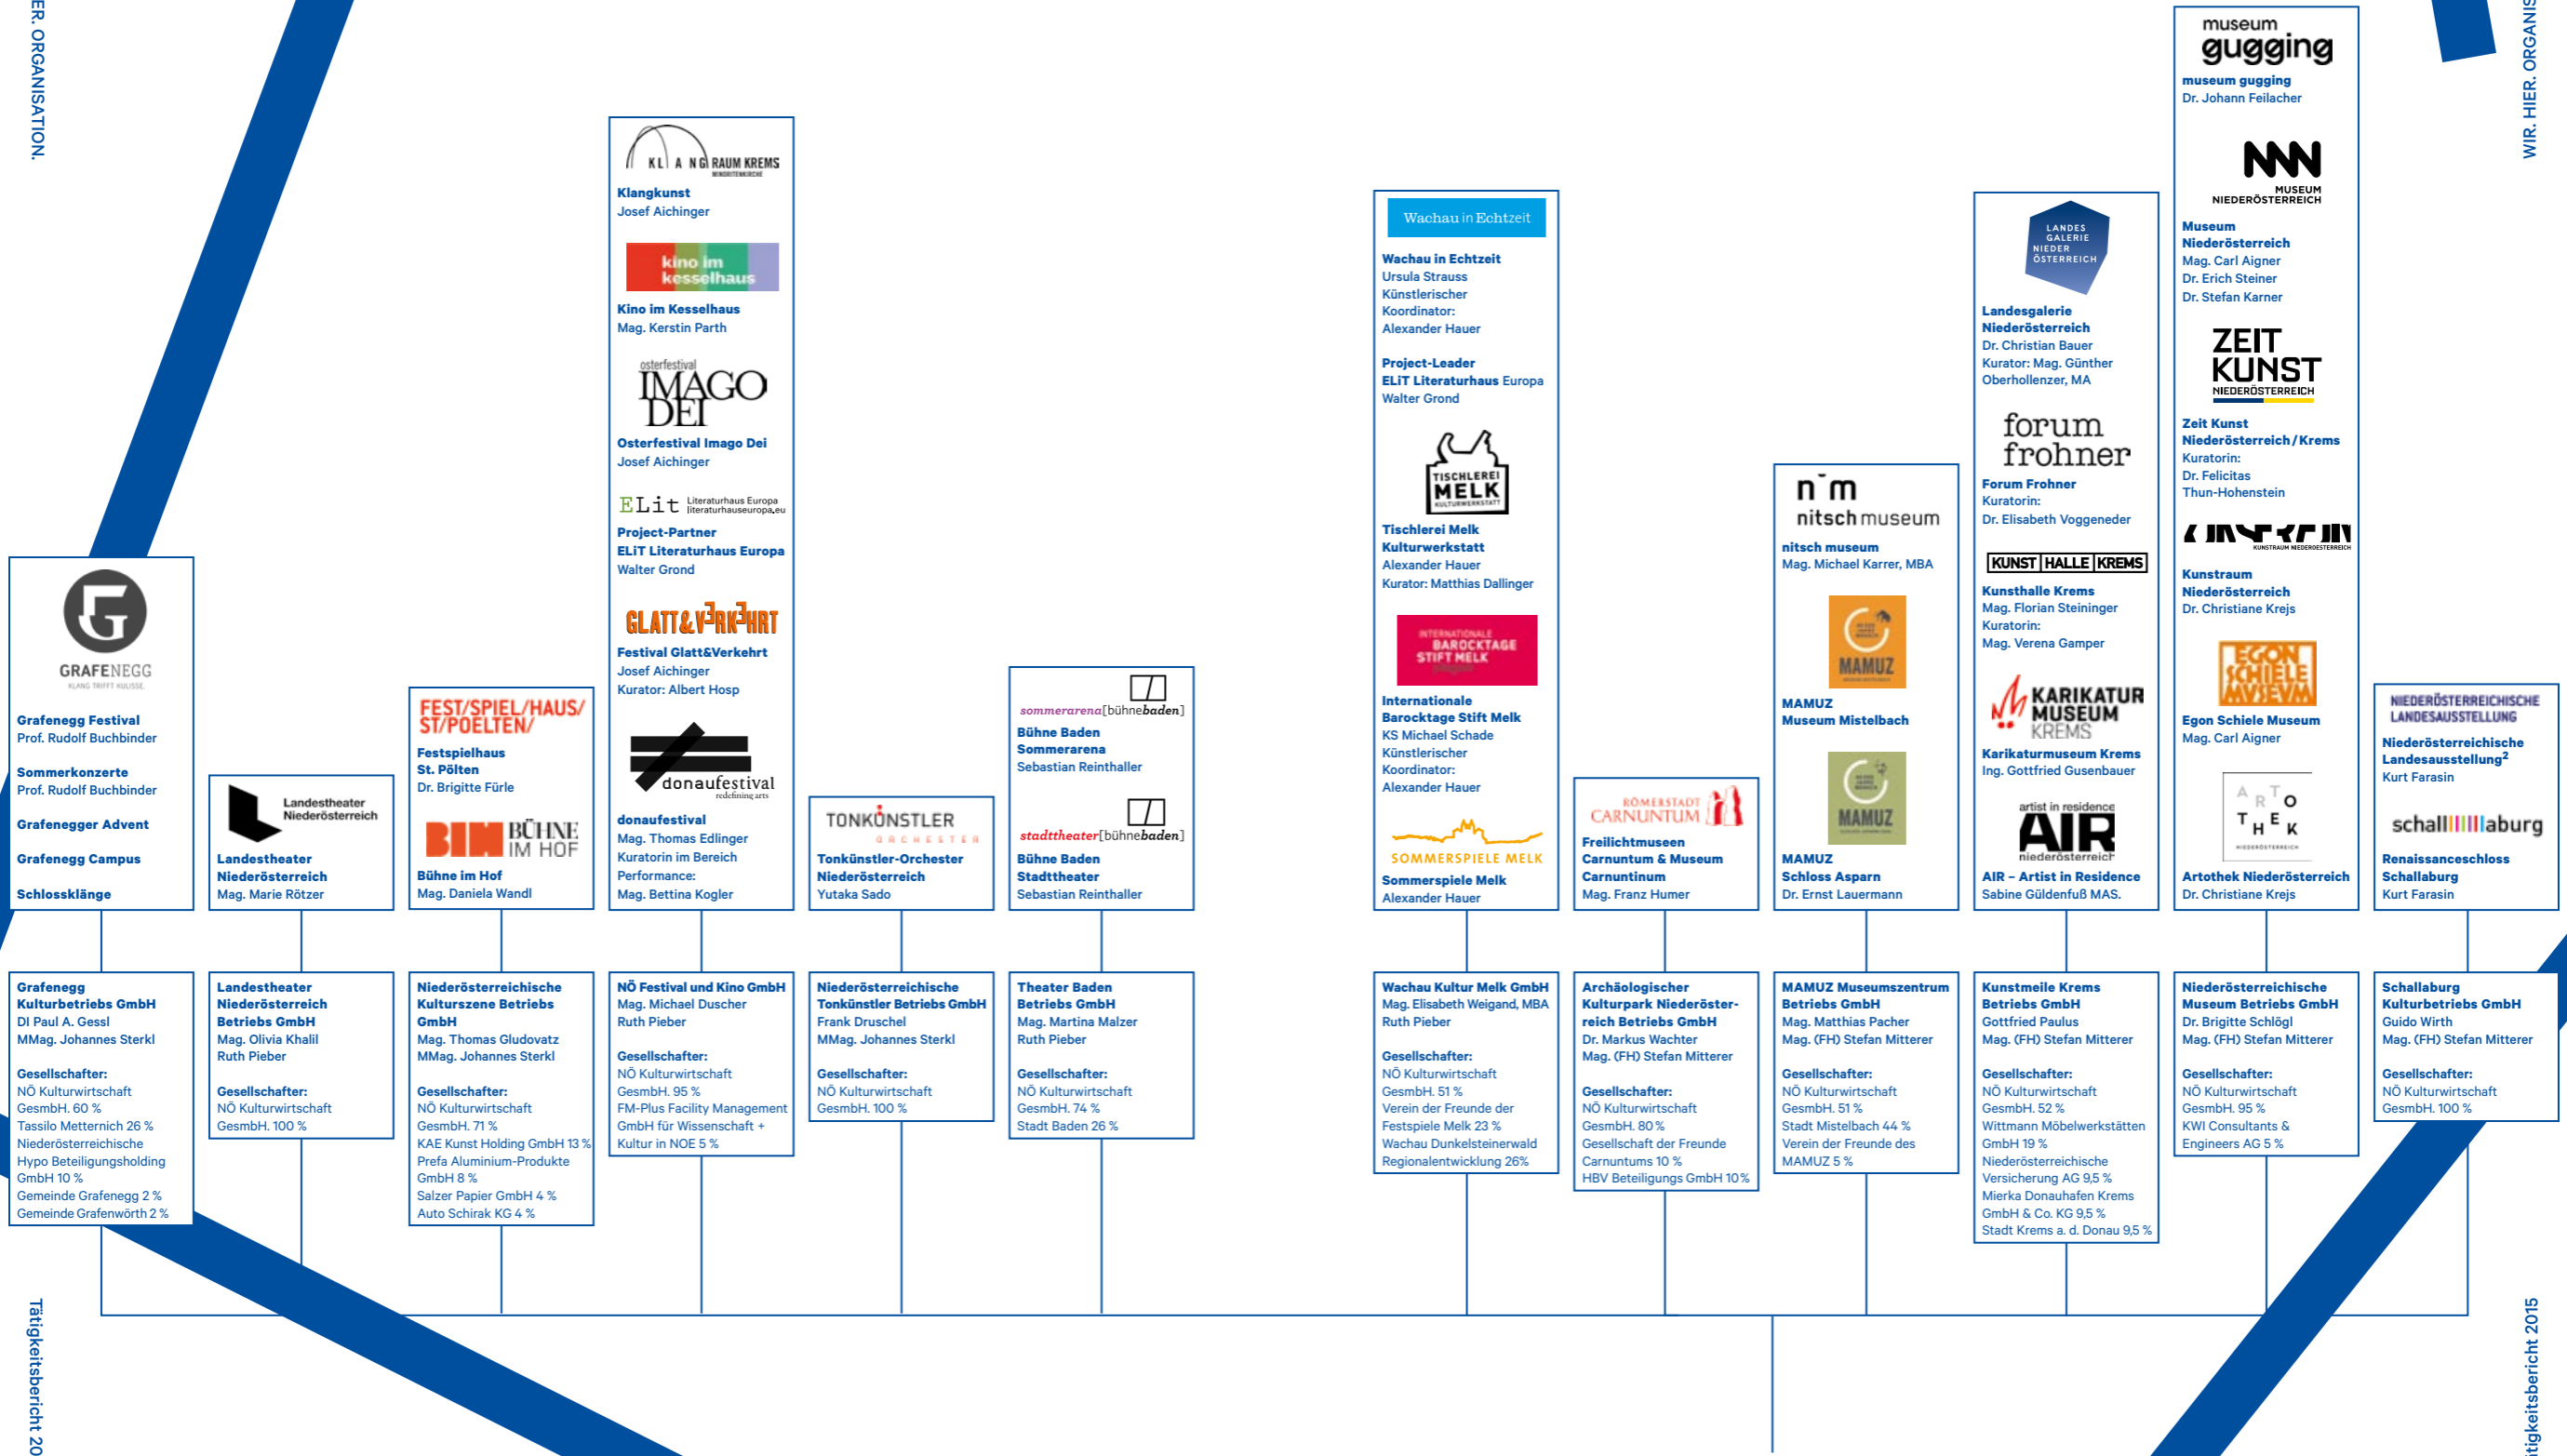 ER. ORGANISATION.
GRAFENEGG
KLANG TRIFFT KULISSE.
Grafenegg Festival
Prof. Rudolf Buchbinder
Sommerkonzerte
Prof. Rudolf Buchbinder
Grafenegger Advent
Grafenegg Campus
Schlossklänge
Landestheater
Niederösterreich
Landestheater
Niederösterreich
Mag. Marie Rötzer
FEST/SPIEL/HAUS/
ST/POELTEN/
Festspielhaus
St. Pölten
Dr. Brigitte Fürle
BIH BÜHNE
IM HOF
Bühne im Hof
Mag. Daniela Wandl
KLANGRAUM KREMS
MINORITENKIRCHE
Klangkunst
Josef Aichinger
kino im
kesselhaus
Kino im Kesselhaus
Mag. Kerstin Parth
osterfestival
IMAGO
DEI
Osterfestival Imago Dei
Josef Aichinger
ELit Literaturhaus Europa
literaturhauseuropa.eu
Project-Partner
ELiT Literaturhaus Europa
Walter Grond
GLATT&VERKEHRT
Festival Glatt&Verkehrt
Josef Aichinger
Kurator: Albert Hosp
donaufestival
redefining arts
donaufestival
Mag. Thomas Edlinger
Kuratorin im Bereich
Performance:
Mag. Bettina Kogler
TONKÜNSTLER
ORCHESTER
Tonkünstler-Orchester
Niederösterreich
Yutaka Sado
sommerarena[bühnebaden]
Bühne Baden
Sommerarena
Sebastian Reinthaller
stadttheater[bühnebaden]
Bühne Baden
Stadttheater
Sebastian Reinthaller
Wachau in Echtzeit
Wachau in Echtzeit
Ursula Strauss
Künstlerischer
Koordinator:
Alexander Hauer
Project-Leader
ELiT Literaturhaus Europa
Walter Grond
TISCHLEREI
MELK
KULTURWERKSTATT
Tischlerei Melk
Kulturwerkstatt
Alexander Hauer
Kurator: Matthias Dallinger
INTERNATIONALE
BAROCKTAGE
STIFT MELK
Internationale
Barocktage Stift Melk
KS Michael Schade
Künstlerischer
Koordinator:
Alexander Hauer
SOMMERSPIELE MELK
Sommerspiele Melk
Alexander Hauer
RÖMERSTADT
CARNUNTUM
Freilichtmuseen
Carnuntum & Museum
Carnuntinum
Mag. Franz Humer
n m
nitsch museum
nitsch museum
Mag. Michael Karrer, MBA
MAMUZ
MAMUZ
Museum Mistelbach
MAMUZ
MAMUZ
Schloss Asparn
Dr. Ernst Lauermann
LANDES
GALERIE
NIEDER
ÖSTERREICH
Landesgalerie
Niederösterreich
Dr. Christian Bauer
Kurator: Mag. Günther
Oberhollenzer, MA
forum
frohner
Forum Frohner
Kuratorin:
Dr. Elisabeth Voggeneder
KUNST HALLE KREMS
Kunsthalle Krems
Mag. Florian Steininger
Kuratorin:
Mag. Verena Gamper
KARIKATUR
MUSEUM
KREMS
Karikaturmuseum Krems
Ing. Gottfried Gusenbauer
artist in residence
AIR
niederösterreich
AIR – Artist in Residence
Sabine Güldenfuß MAS.
museum
gugging
museum gugging
Dr. Johann Feilacher
MUSEUM
NIEDERÖSTERREICH
Museum
Niederösterreich
Mag. Carl Aigner
Dr. Erich Steiner
Dr. Stefan Karner
ZEIT
KUNST
NIEDERÖSTERREICH
Zeit Kunst
Niederösterreich/Krems
Kuratorin:
Dr. Felicitas
Thun-Hohenstein
KUNSTRAUM NIEDEROESTERREICH
Kunstraum
Niederösterreich
Dr. Christiane Krejs
EGON
SCHIELE
MVSEVM
Egon Schiele Museum
Mag. Carl Aigner
ARTO
THEK
NIEDERÖSTERREICH
Artothek Niederösterreich
Dr. Christiane Krejs
NIEDERÖSTERREICHISCHE
LANDESAUSSTELLUNG
Niederösterreichische
Landesausstellung²
Kurt Farasin
schallllllllaburg
Renaissanceschloss
Schallaburg
Kurt Farasin
WIR. HIER. ORGANIS
Grafenegg
Kulturbetriebs GmbH
DI Paul A. Gessl
MMag. Johannes Sterkl
Gesellschafter:
NÖ Kulturwirtschaft
GesmbH. 60 %
Tassilo Metternich 26 %
Niederösterreichische
Hypo Beteiligungsholding
GmbH 10 %
Gemeinde Grafenegg 2 %
Gemeinde Grafenwörth 2 %
Landestheater
Niederösterreich
Betriebs GmbH
Mag. Olivia Khalil
Ruth Pieber
Gesellschafter:
NÖ Kulturwirtschaft
GesmbH. 100 %
Niederösterreichische
Kulturszene Betriebs
GmbH
Mag. Thomas Gludovatz
MMag. Johannes Sterkl
Gesellschafter:
NÖ Kulturwirtschaft
GesmbH. 71 %
KAE Kunst Holding GmbH 13 %
Prefa Aluminium-Produkte
GmbH 8 %
Salzer Papier GmbH 4 %
Auto Schirak KG 4 %
NÖ Festival und Kino GmbH
Mag. Michael Duscher
Ruth Pieber
Gesellschafter:
NÖ Kulturwirtschaft
GesmbH. 95 %
FM-Plus Facility Management
GmbH für Wissenschaft +
Kultur in NOE 5 %
Niederösterreichische
Tonkünstler Betriebs GmbH
Frank Druschel
MMag. Johannes Sterkl
Gesellschafter:
NÖ Kulturwirtschaft
GesmbH. 100 %
Theater Baden
Betriebs GmbH
Mag. Martina Malzer
Ruth Pieber
Gesellschafter:
NÖ Kulturwirtschaft
GesmbH. 74 %
Stadt Baden 26 %
Wachau Kultur Melk GmbH
Mag. Elisabeth Weigand, MBA
Ruth Pieber
Gesellschafter:
NÖ Kulturwirtschaft
GesmbH. 51 %
Verein der Freunde der
Festspiele Melk 23 %
Wachau Dunkelsteinerwald
Regionalentwicklung 26%
Archäologischer
Kulturpark Niederöster-
reich Betriebs GmbH
Dr. Markus Wachter
Mag. (FH) Stefan Mitterer
Gesellschafter:
NÖ Kulturwirtschaft
GesmbH. 80 %
Gesellschaft der Freunde
Carnuntums 10 %
HBV Beteiligungs GmbH 10 %
MAMUZ Museumszentrum
Betriebs GmbH
Mag. Matthias Pacher
Mag. (FH) Stefan Mitterer
Gesellschafter:
NÖ Kulturwirtschaft
GesmbH. 51 %
Stadt Mistelbach 44 %
Verein der Freunde des
MAMUZ 5 %
Kunstmeile Krems
Betriebs GmbH
Gottfried Paulus
Mag. (FH) Stefan Mitterer
Gesellschafter:
NÖ Kulturwirtschaft
GesmbH. 52 %
Wittmann Möbelwerkstätten
GmbH 19 %
Niederösterreichische
Versicherung AG 9,5 %
Mierka Donauhafen Krems
GmbH & Co. KG 9,5 %
Stadt Krems a. d. Donau 9,5 %
Niederösterreichische
Museum Betriebs GmbH
Dr. Brigitte Schlögl
Mag. (FH) Stefan Mitterer
Gesellschafter:
NÖ Kulturwirtschaft
GesmbH. 95 %
KWI Consultants &
Engineers AG 5 %
Schallaburg
Kulturbetriebs GmbH
Guido Wirth
Mag. (FH) Stefan Mitterer
Gesellschafter:
NÖ Kulturwirtschaft
GesmbH. 100 %
Tätigkeitsbericht 20
ätigkeitsbericht 2015